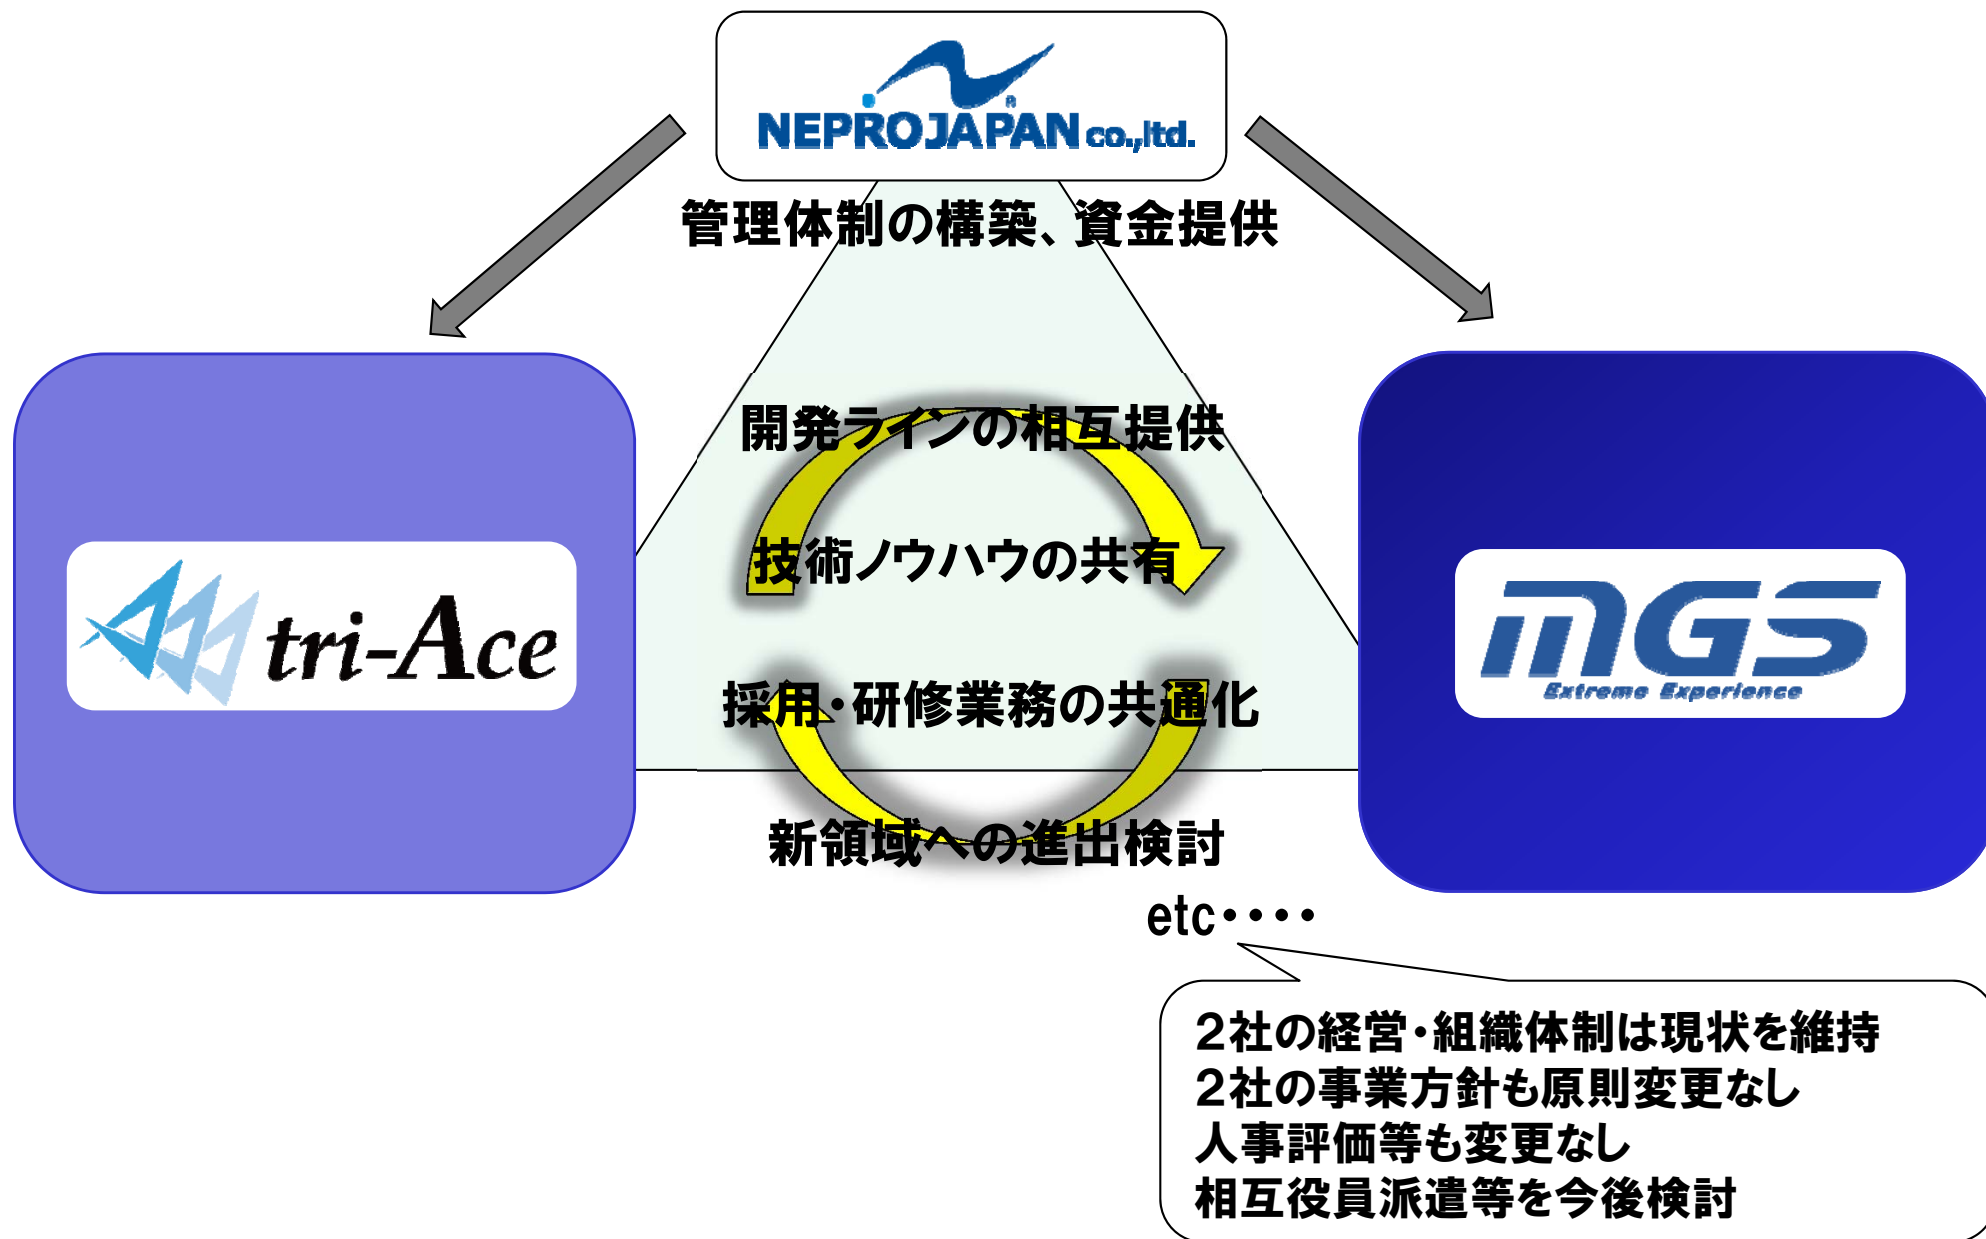 NEPROJAPAN co.,ltd.
管理体制の構築、資金提供
開発ラインの相互提供
技術ノウハウの共有
tri-Ace
mGS
Extreme Experience
採用・研修業務の共通化
新領域への進出検討
etc・・・・
２社の経営・組織体制は現状を維持
２社の事業方針も原則変更なし
人事評価等も変更なし
相互役員派遣等を今後検討